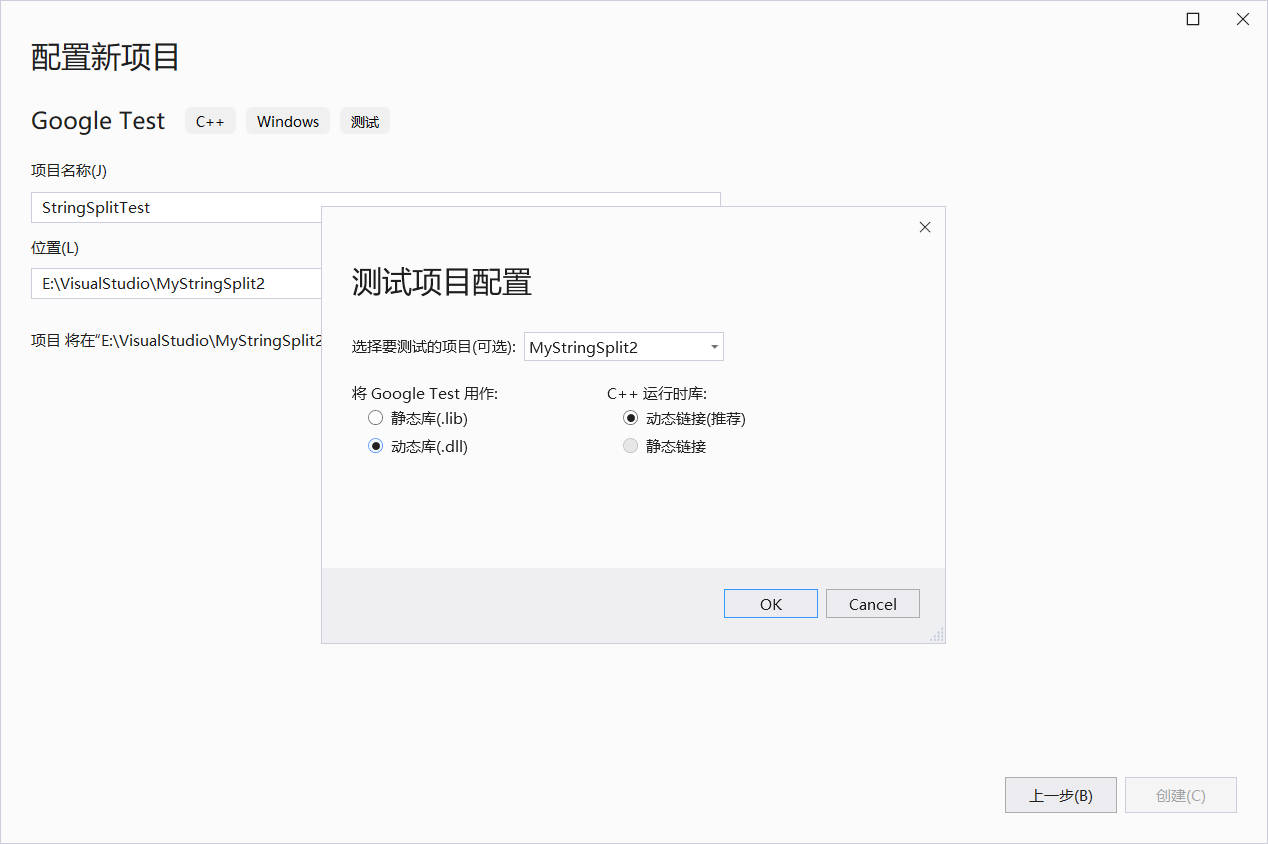 配置新项目
Google Test C++ Windows 测试
项目名称(J)
StringSplitTest
位置(L)
E:\VisualStudio\MyStringSplit2
项目 将在“E:\VisualStudio\MyStringSplit2
测试项目配置
选择要测试的项目(可选): MyStringSplit2
将 Google Test 用作: C++ 运行时库:
静态库(.lib) 动态链接(推荐)
动态库(.dll) 静态链接
OK Cancel
上一步(B) 创建(C)